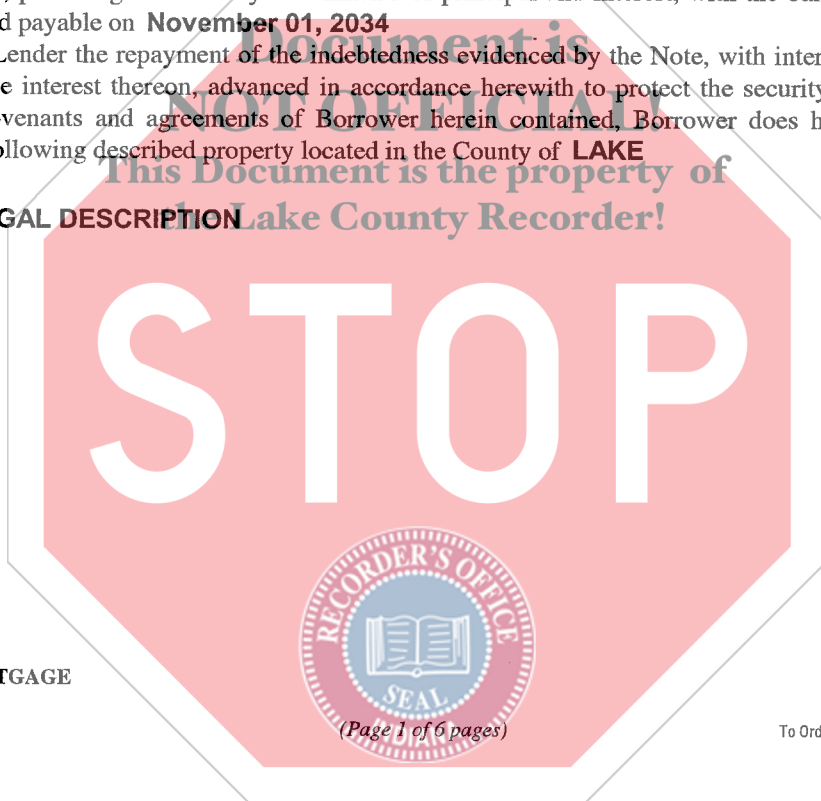 d payable on November 01, 2034
Lender the repayment of the indebtedness evidenced by the Note, with inter
e interest thereon, advanced in accordance herewith to protect the security
venants and agreements of Borrower herein contained, Borrower does h
ollowing described property located in the County of LAKE
GAL DESCRIPTION
Document is
NOT OFFICIAL!
This Document is the property of
the Lake County Recorder!
STOP
RECORDER'S OFFICE
SEAL
INDIANA
TGAGE
(Page 1 of 6 pages)
To Ord